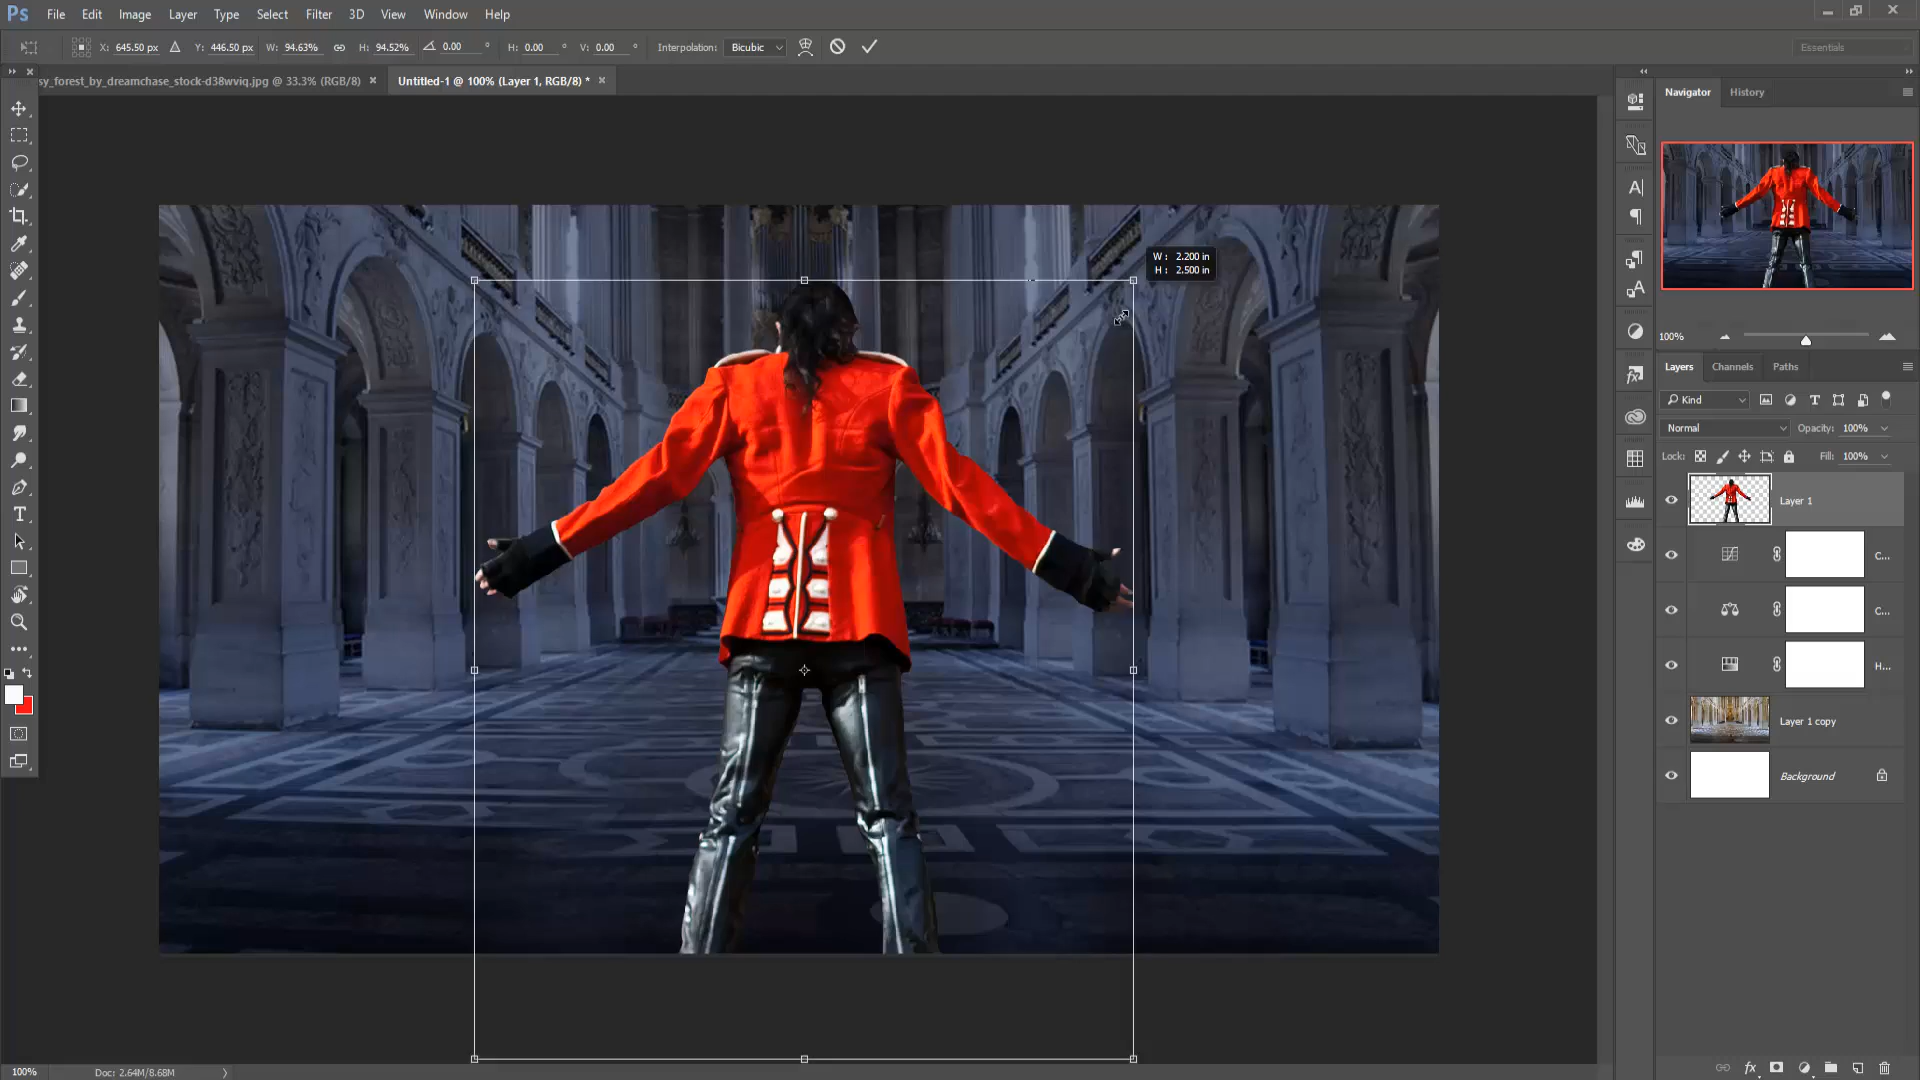 Ps File Edit Image Layer Type Select Filter 3D View Window Help
X: 645.50 px Y: 446.50 px W: 94.63% H: 94.52% 0.00 ° H: 0.00 ° V: 0.00 ° Interpolation: Bicubic Essentials
sy_forest_by_dreamchase_stock-d38wviq.jpg @ 33.3% (RGB/8) × Untitled-1 @ 100% (Layer 1, RGB/8) * ×
Navigator History
W: 2.200 in
H: 2.500 in
100%
Layers Channels Paths
Kind
Normal Opacity: 100%
Lock: Fill: 100%
Layer 1
C...
C...
H...
Layer 1 copy
Background
100% Doc: 2.64M/8.68M